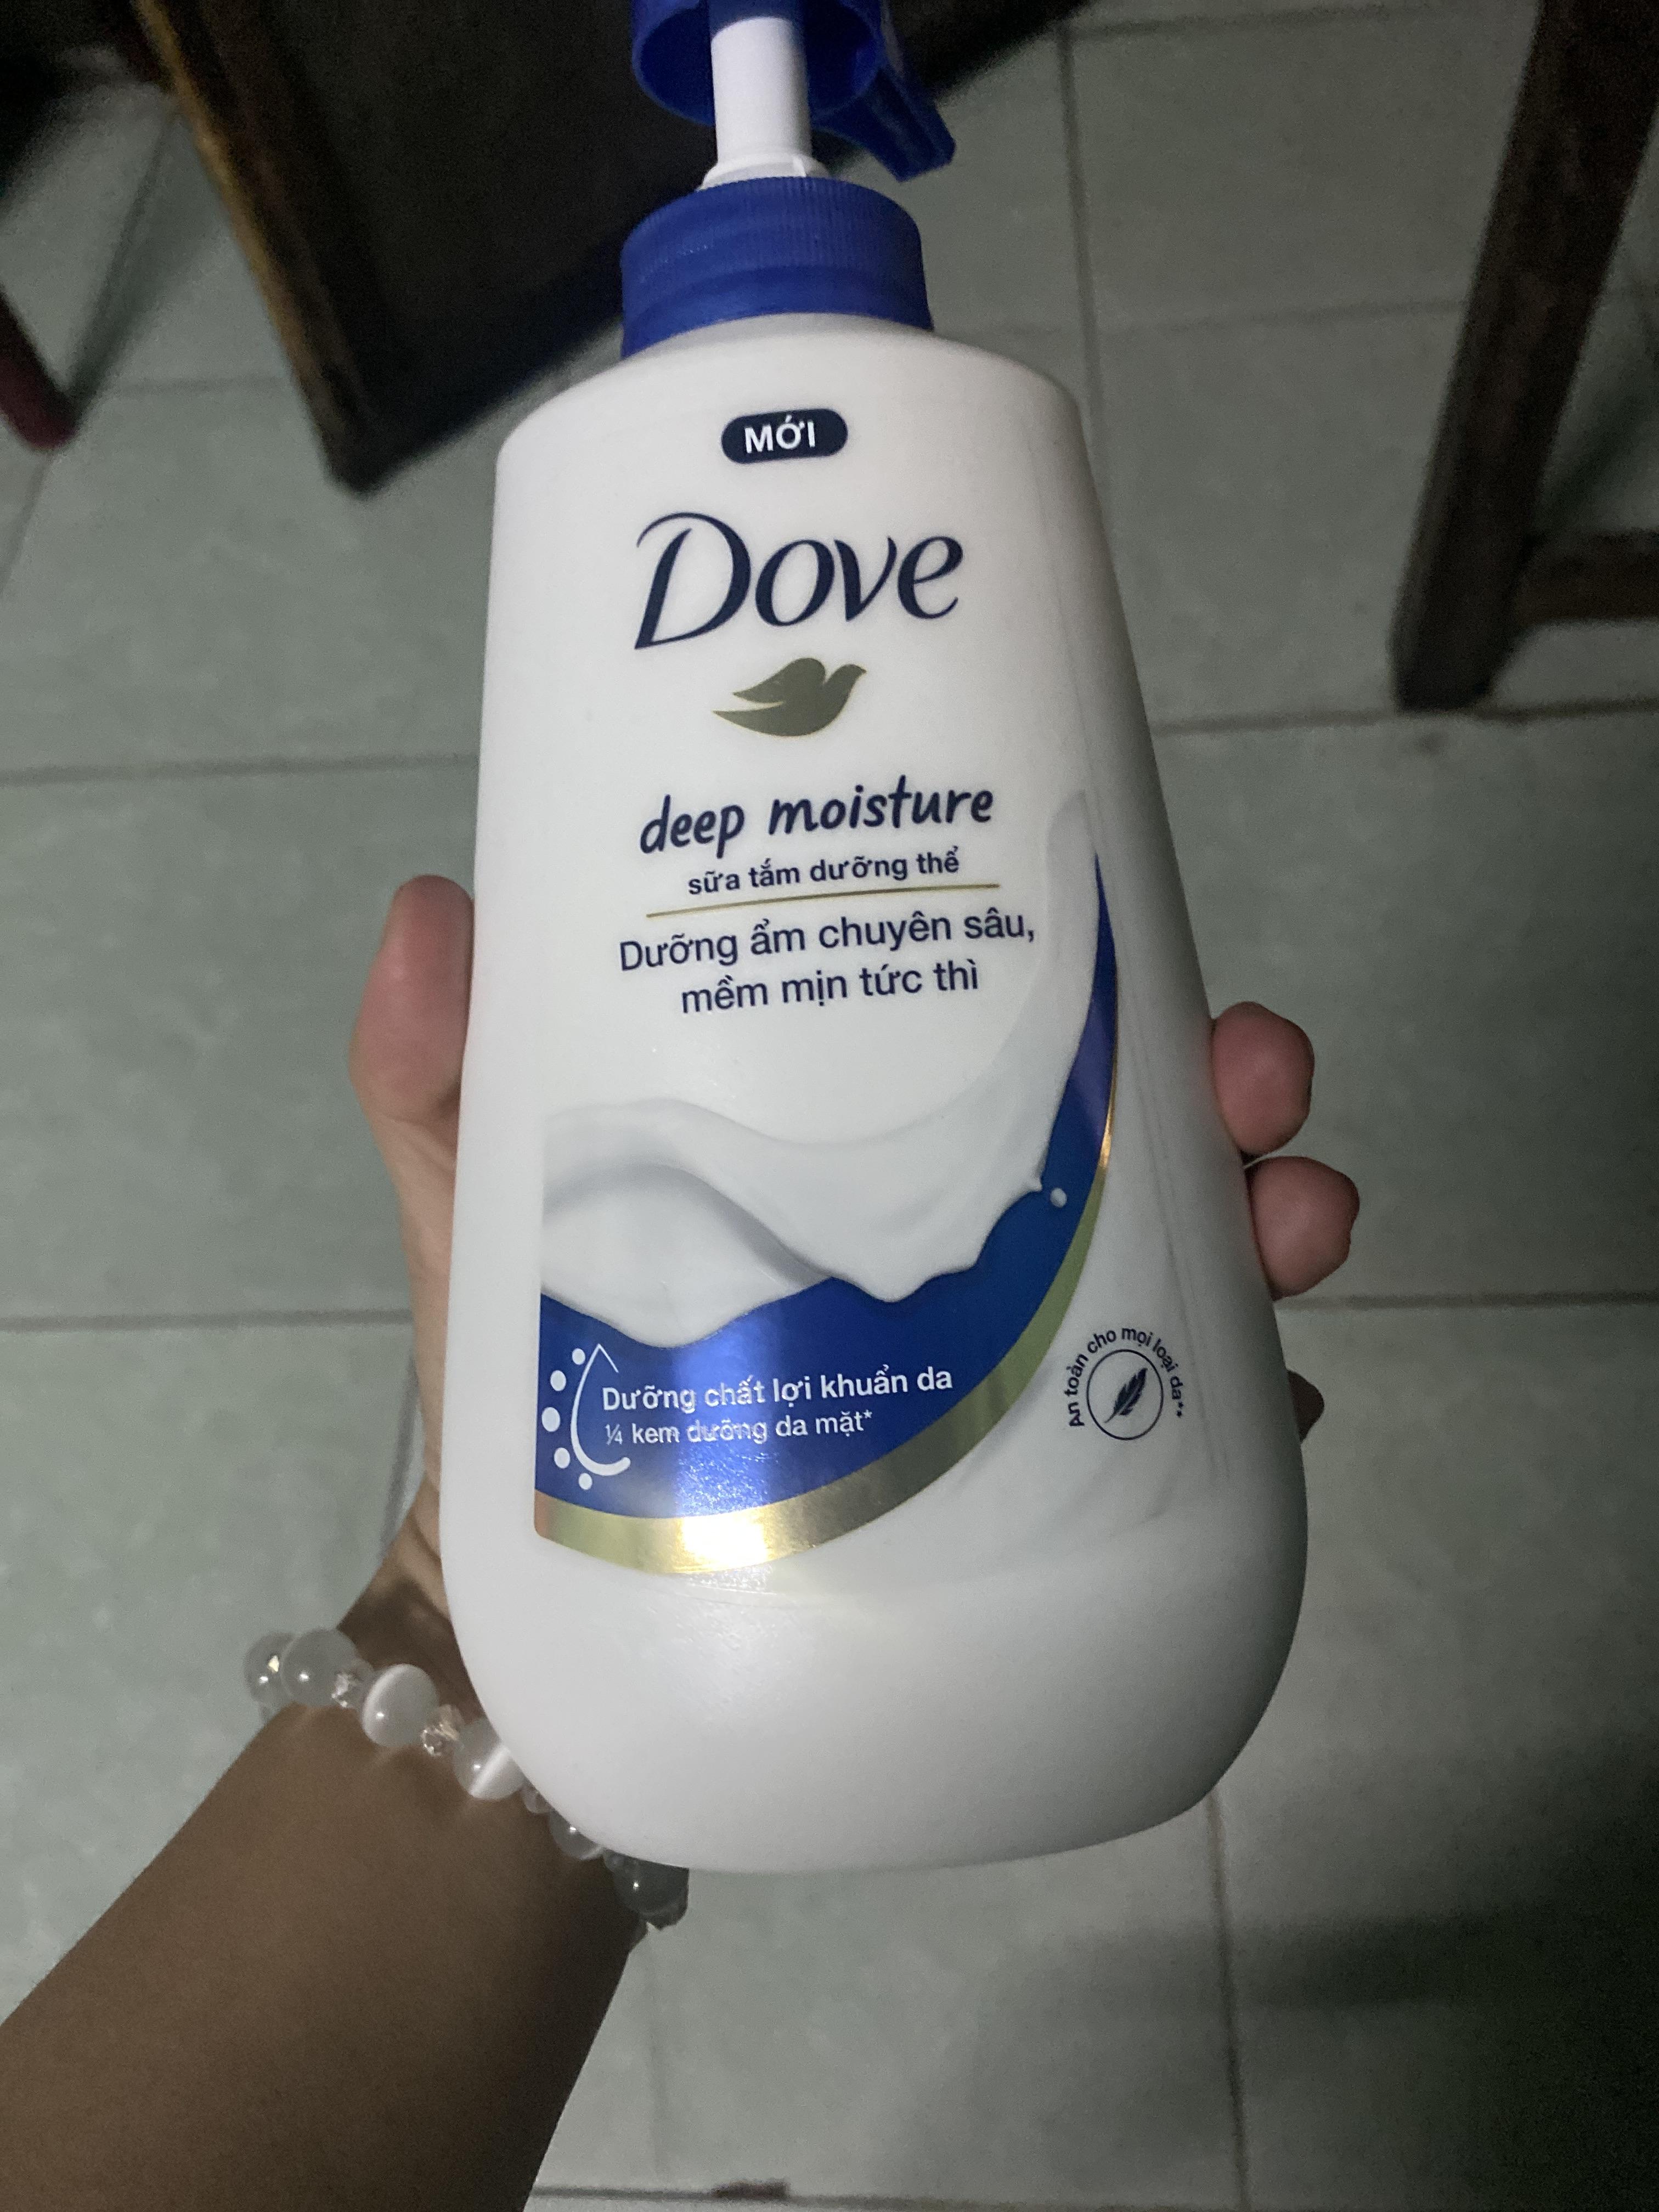 MỚI
Dove
deep moisture
sữa tắm dưỡng thể
Dưỡng ẩm chuyên sâu,
mềm mịn tức thì
Dưỡng chất lợi khuẩn da
¼ kem dưỡng da mặt*
An toàn cho mọi loại da**